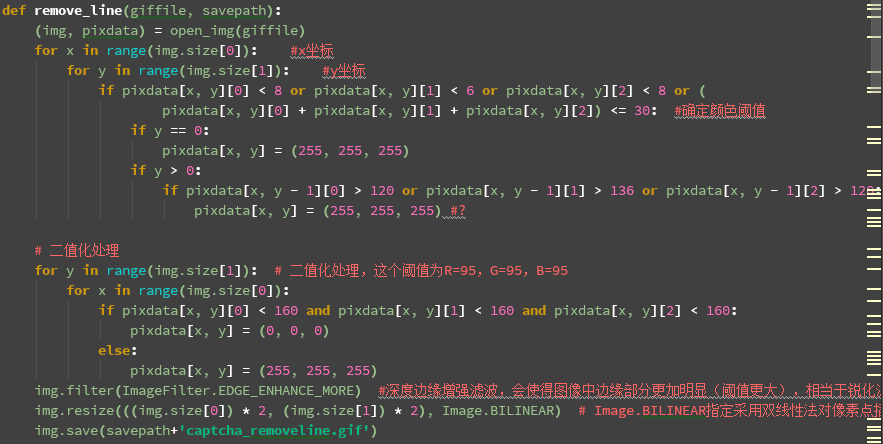 def remove_line(giffile, savepath):
    (img, pixdata) = open_img(giffile)
    for x in range(img.size[0]):    #x坐标
        for y in range(img.size[1]):    #y坐标
            if pixdata[x, y][0] < 8 or pixdata[x, y][1] < 6 or pixdata[x, y][2] < 8 or (
                    pixdata[x, y][0] + pixdata[x, y][1] + pixdata[x, y][2]) <= 30:  #确定颜色阈值
                if y == 0:
                    pixdata[x, y] = (255, 255, 255)
                if y > 0:
                    if pixdata[x, y - 1][0] > 120 or pixdata[x, y - 1][1] > 136 or pixdata[x, y - 1][2] > 120:
                        pixdata[x, y] = (255, 255, 255) #?
    # 二值化处理
    for y in range(img.size[1]):  # 二值化处理，这个阈值为R=95，G=95，B=95
        for x in range(img.size[0]):
            if pixdata[x, y][0] < 160 and pixdata[x, y][1] < 160 and pixdata[x, y][2] < 160:
                pixdata[x, y] = (0, 0, 0)
            else:
                pixdata[x, y] = (255, 255, 255)
    img.filter(ImageFilter.EDGE_ENHANCE_MORE)  #深度边缘增强滤波，会使得图像中边缘部分更加明显（阈值更大），相当于锐化
    img.resize(((img.size[0]) * 2, (img.size[1]) * 2), Image.BILINEAR)  # Image.BILINEAR指定采用双线性法对像素点
    img.save(savepath+'captcha_removeline.gif')